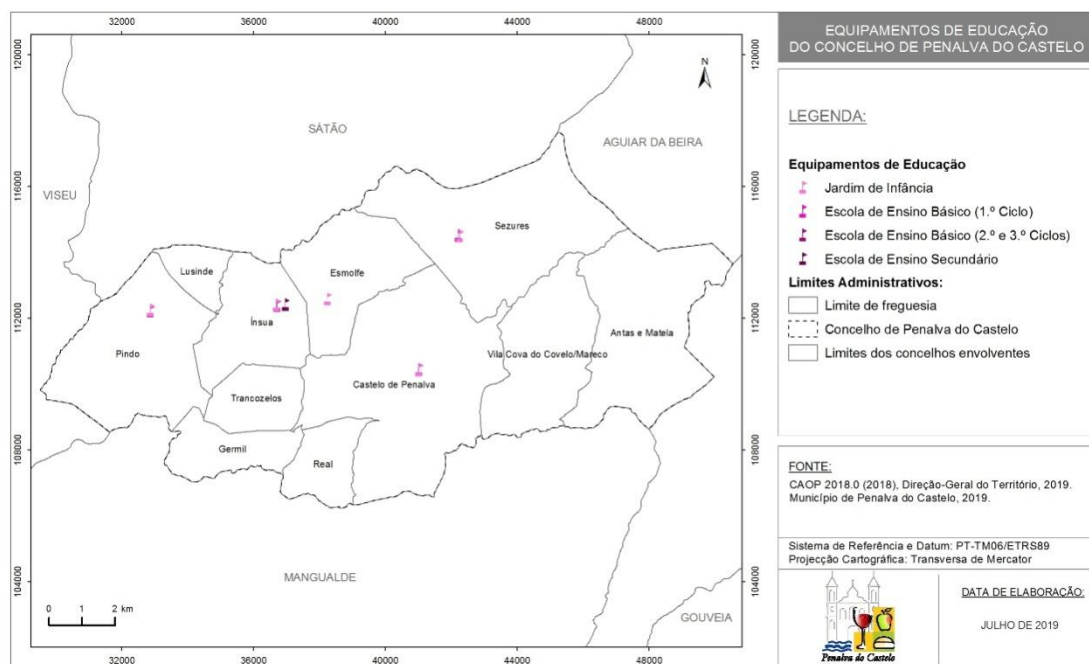 32000 36000 40000 44000 48000
120000 120000
116000 116000
112000 112000
108000 108000
104000 104000
N
SÁTÃO
AGUIAR DA BEIRA
VISEU
Sezures
Lusinde
Esmolfe
Ínsua
Antas e Matela
Pindo
Vila Cova do Covelo/Mareco
Castelo de Penalva
Trancozelos
Germil
Real
MANGUALDE
GOUVEIA
0 1 2 km
32000 36000 40000 44000 48000
EQUIPAMENTOS DE EDUCAÇÃO
DO CONCELHO DE PENALVA DO CASTELO
LEGENDA:
Equipamentos de Educação
Jardim de Infância
Escola de Ensino Básico (1.º Ciclo)
Escola de Ensino Básico (2.º e 3.º Ciclos)
Escola de Ensino Secundário
Limites Administrativos:
Limite de freguesia
Concelho de Penalva do Castelo
Limites dos concelhos envolventes
FONTE:
CAOP 2018.0 (2018), Direção-Geral do Território, 2019.
Município de Penalva do Castelo, 2019.
Sistema de Referência e Datum: PT-TM06/ETRS89
Projecção Cartográfica: Transversa de Mercator
Penalva do Castelo
DATA DE ELABORAÇÃO:
JULHO DE 2019